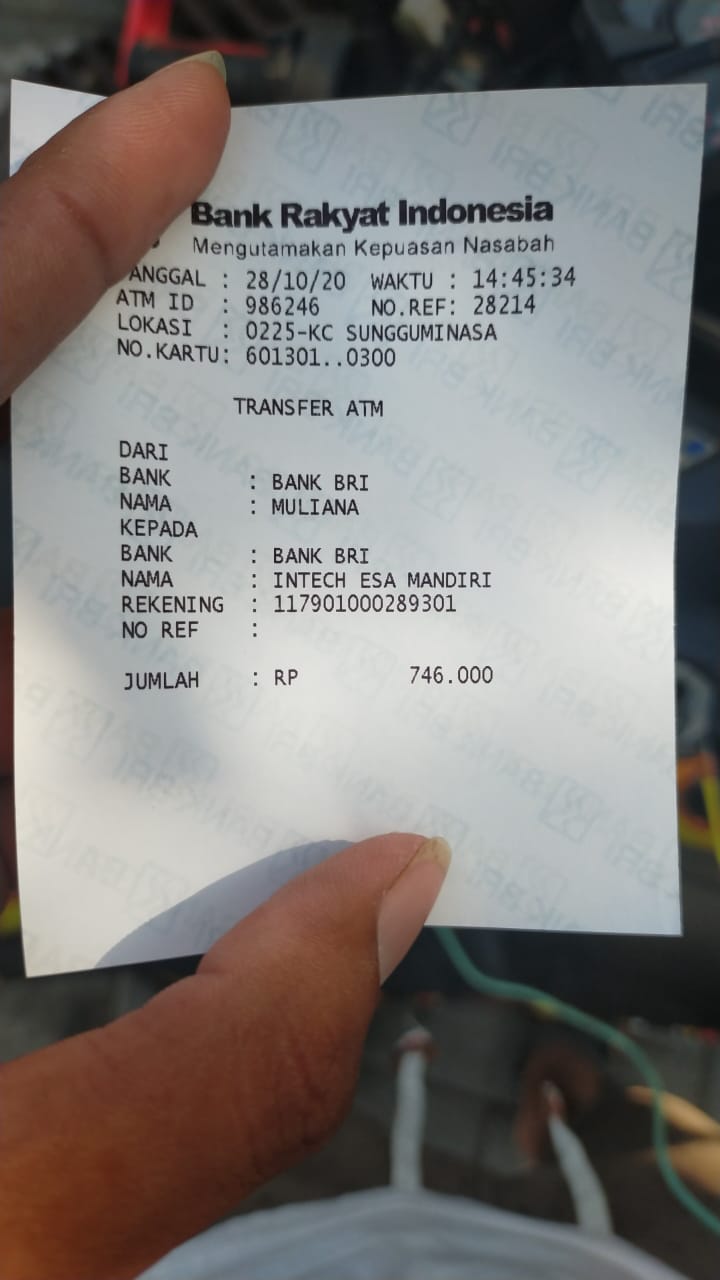 Bank Rakyat Indonesia
Mengutamakan Kepuasan Nasabah
ANGGAL : 28/10/20 WAKTU : 14:45:34
ATM ID : 986246 NO.REF: 28214
LOKASI : 0225-KC SUNGGUMINASA
NO.KARTU: 601301..0300
TRANSFER ATM
DARI
BANK : BANK BRI
NAMA : MULIANA
KEPADA
BANK : BANK BRI
NAMA : INTECH ESA MANDIRI
REKENING : 117901000289301
NO REF :
JUMLAH : RP 746.000